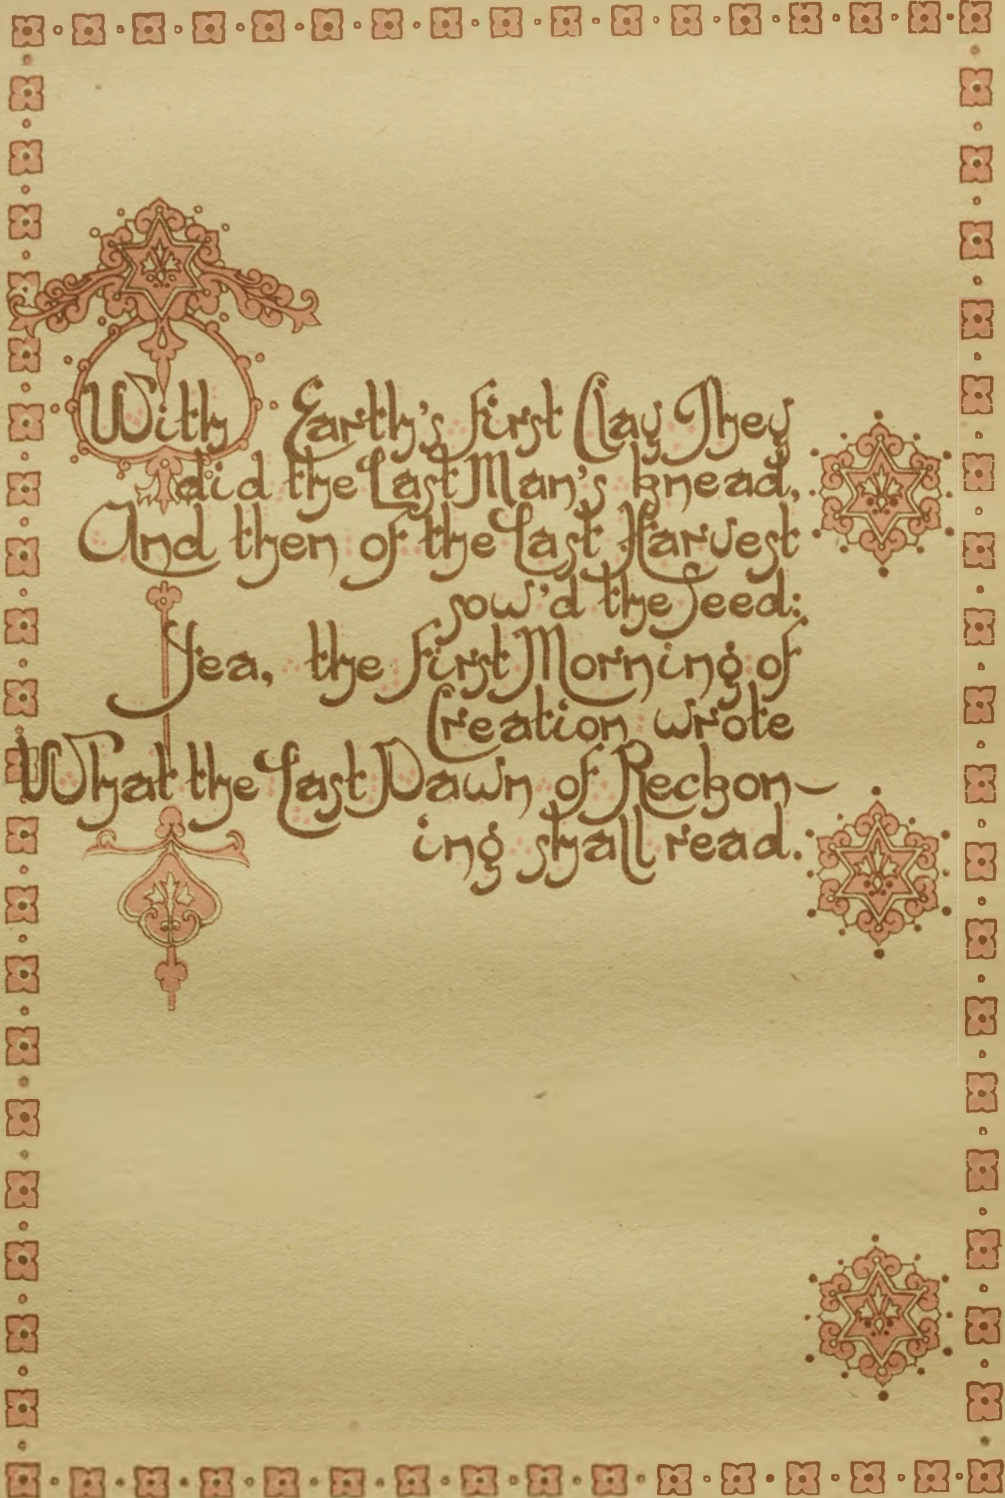 With Earth's first Clay They
did the Last Man's knead,
And then of the Last Harvest
sow'd the Seed:
Yea, the first Morning of
Creation wrote
What the Last Dawn of Reckon-
ing shall read.